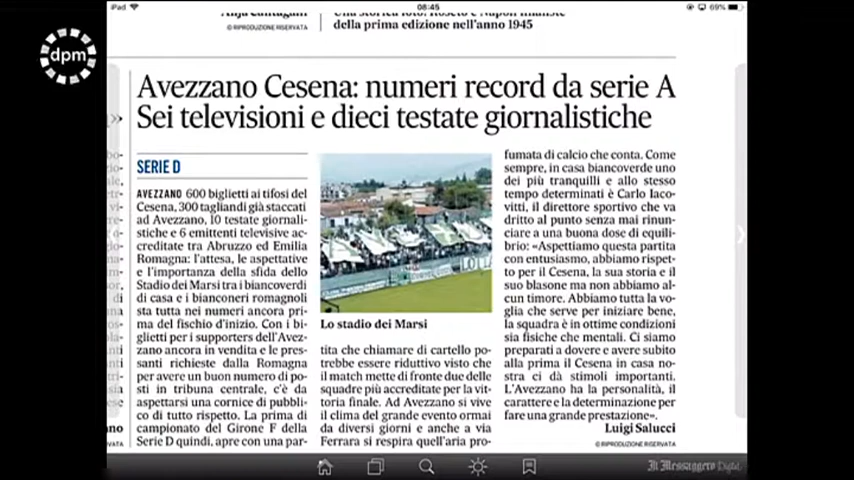 iPad
08:45
69%
dpm
© RIPRODUZIONE RISERVATA
della prima edizione nell'anno 1945
Avezzano Cesena: numeri record da serie A
Sei televisioni e dieci testate giornalistiche
SERIE D
AVEZZANO 600 biglietti ai tifosi del
Cesena, 300 tagliandi già staccati
ad Avezzano, 10 testate giornali-
stiche e 6 emittenti televisive ac-
creditate tra Abruzzo ed Emilia
Romagna: l'attesa, le aspettative
e l'importanza della sfida dello
Stadio dei Marsi tra i biancoverdi
di casa e i bianconeri romagnoli
sta tutta nei numeri ancora pri-
ma del fischio d'inizio. Con i bi-
glietti per i supporters dell'Avez-
zano ancora in vendita e le pres-
santi richieste dalla Romagna
per avere un buon numero di po-
sti in tribuna centrale, c'è da
aspettarsi una cornice di pubbli-
co di tutto rispetto. La prima di
campionato del Girone F della
Serie D quindi, apre con una par-
Lo stadio dei Marsi
tita che chiamare di cartello po-
trebbe essere riduttivo visto che
il match mette di fronte due delle
squadre più accreditate per la vit-
toria finale. Ad Avezzano si vive
il clima del grande evento ormai
da diversi giorni e anche a via
Ferrara si respira quell'aria pro-
fumata di calcio che conta. Come
sempre, in casa biancoverde uno
dei più tranquilli e allo stesso
tempo determinati è Carlo Iaco-
vitti, il direttore sportivo che va
dritto al punto senza mai rinun-
ciare a una buona dose di equili-
brio: «Aspettiamo questa partita
con entusiasmo, abbiamo rispet-
to per il Cesena, la sua storia e il
suo blasone ma non abbiamo al-
cun timore. Abbiamo tutta la vo-
glia che serve per iniziare bene,
la squadra è in ottime condizioni
sia fisiche che mentali. Ci siamo
preparati a dovere e avere subito
alla prima il Cesena in casa no-
stra ci dà stimoli importanti.
L'Avezzano ha la personalità, il
carattere e la determinazione per
fare una grande prestazione».
Luigi Salucci
© RIPRODUZIONE RISERVATA
Il Messaggero Digital